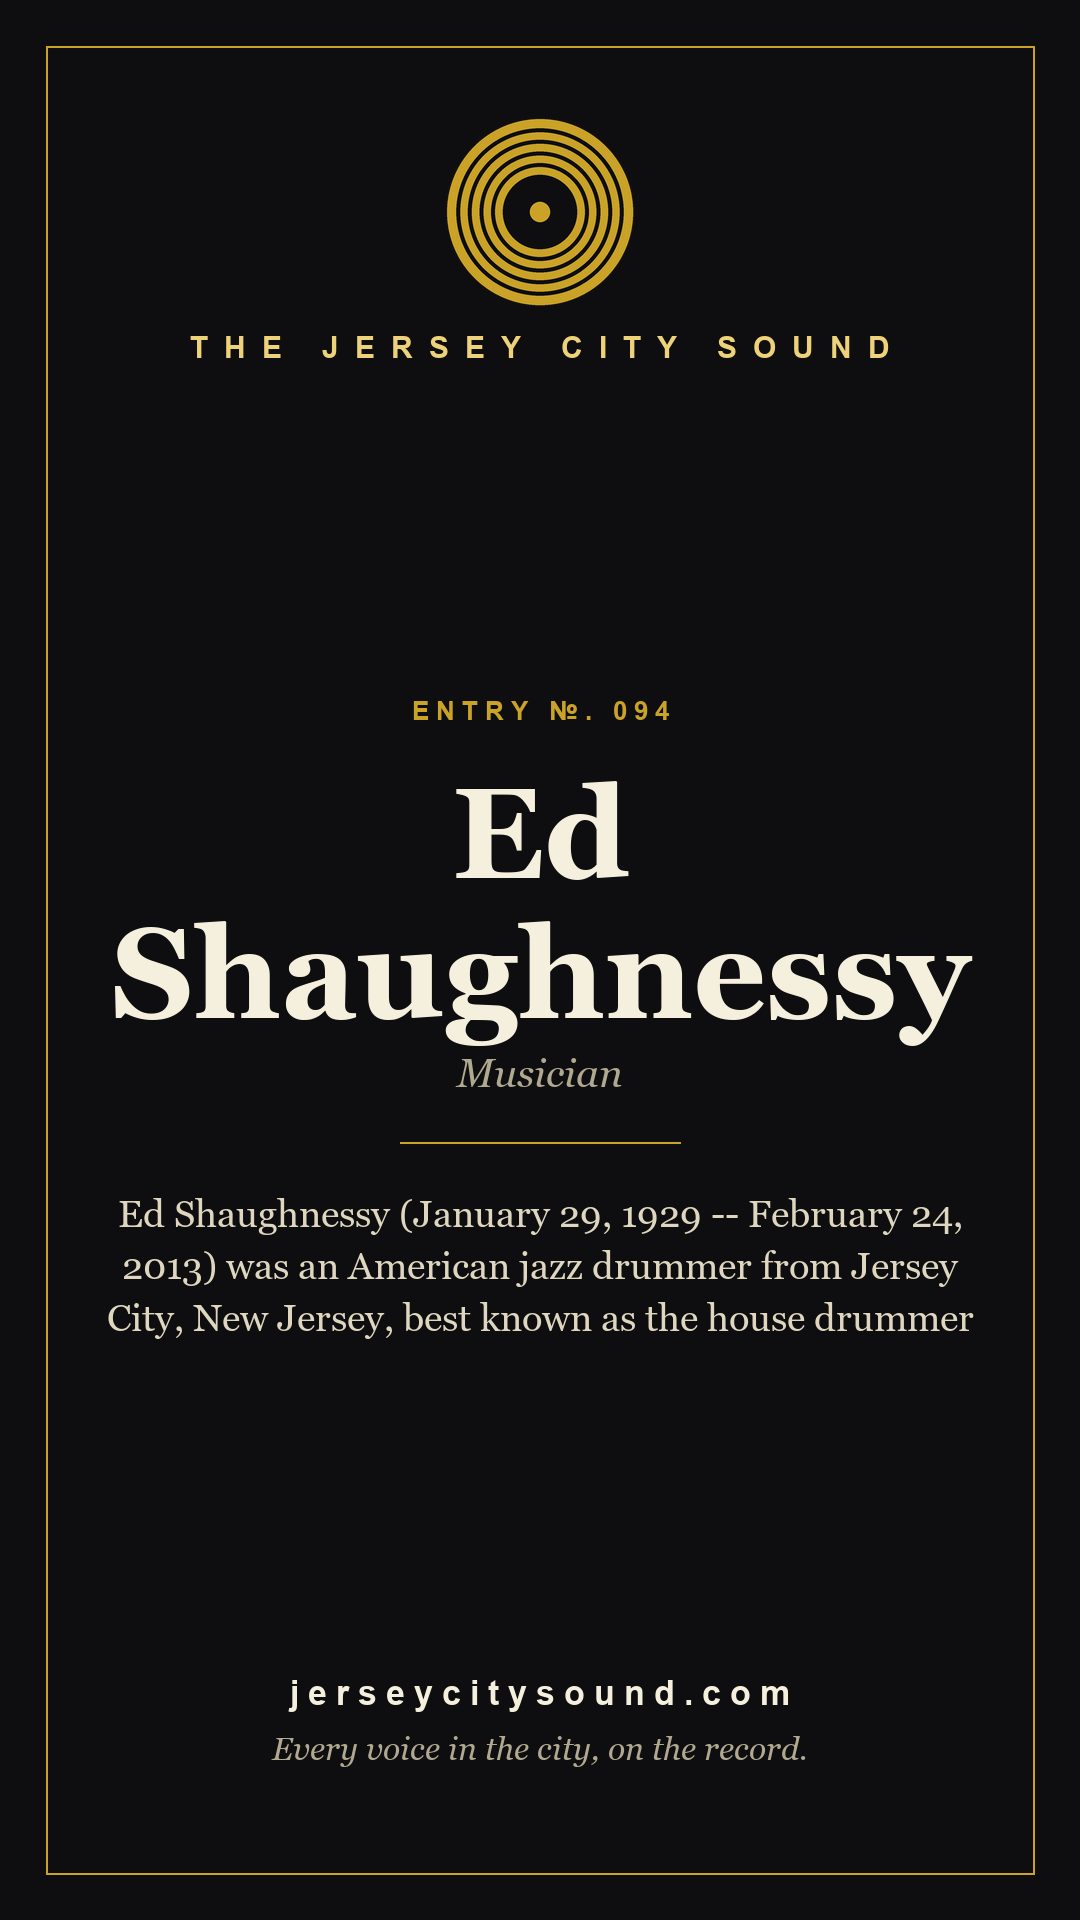 THE JERSEY CITY SOUND
ENTRY №. 094
Ed
Shaughnessy
Musician
Ed Shaughnessy (January 29, 1929 -- February 24,
2013) was an American jazz drummer from Jersey
City, New Jersey, best known as the house drummer
jerseycitysound.com
Every voice in the city, on the record.